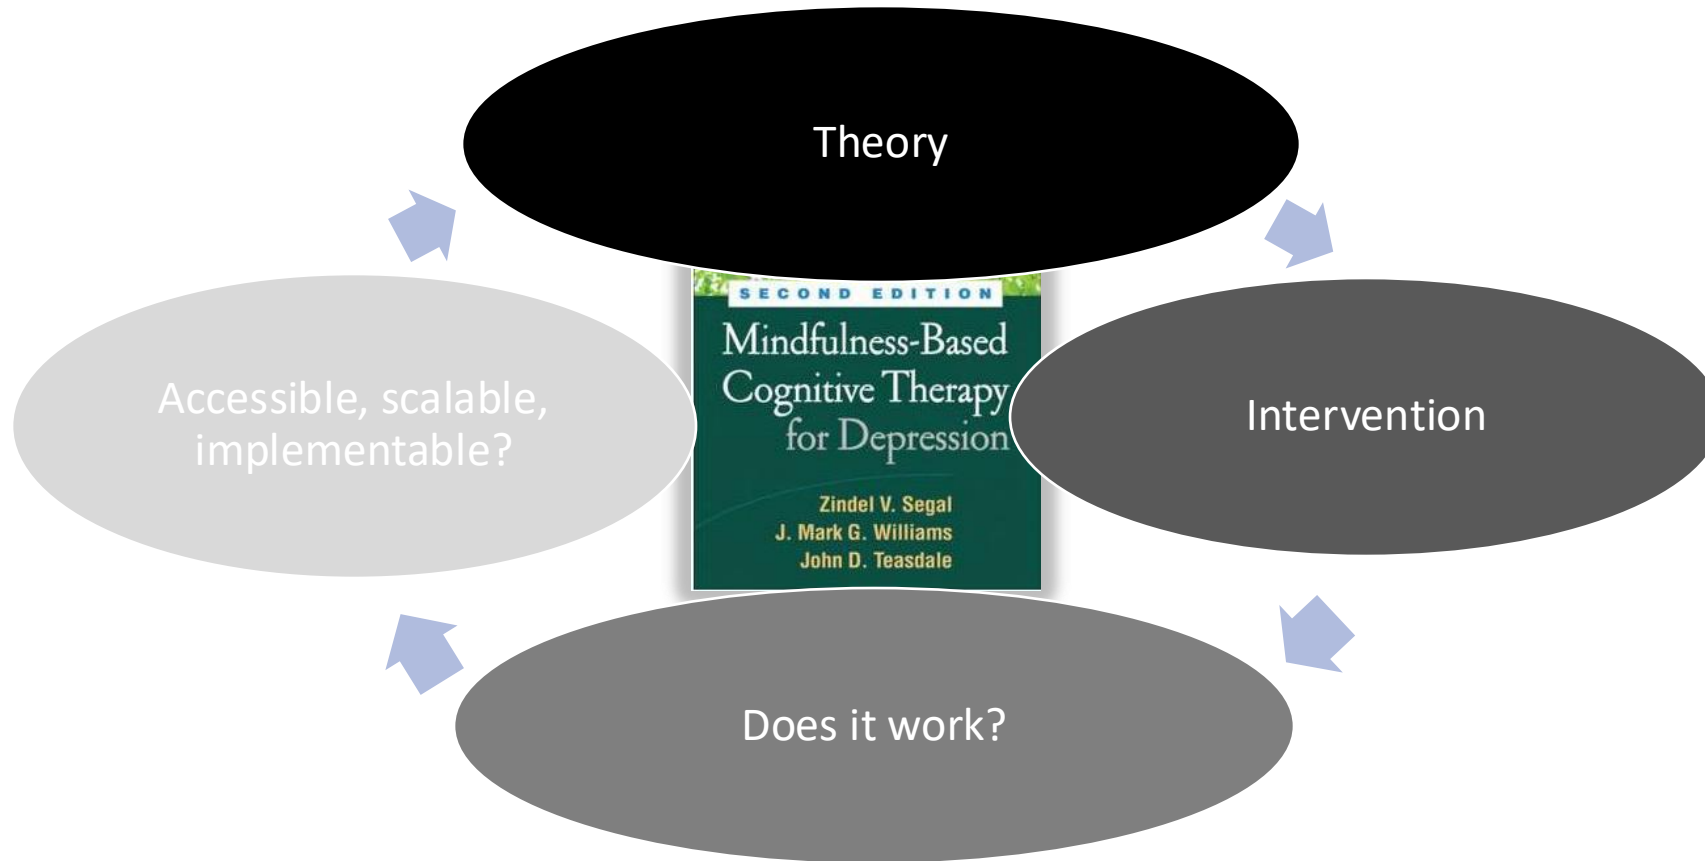 Theory
SECOND EDITION
Mindfulness-Based
Cognitive Therapy
for Depression
Zindel V. Segal
J. Mark G. Williams
John D. Teasdale
Accessible, scalable,
implementable?
Intervention
Does it work?